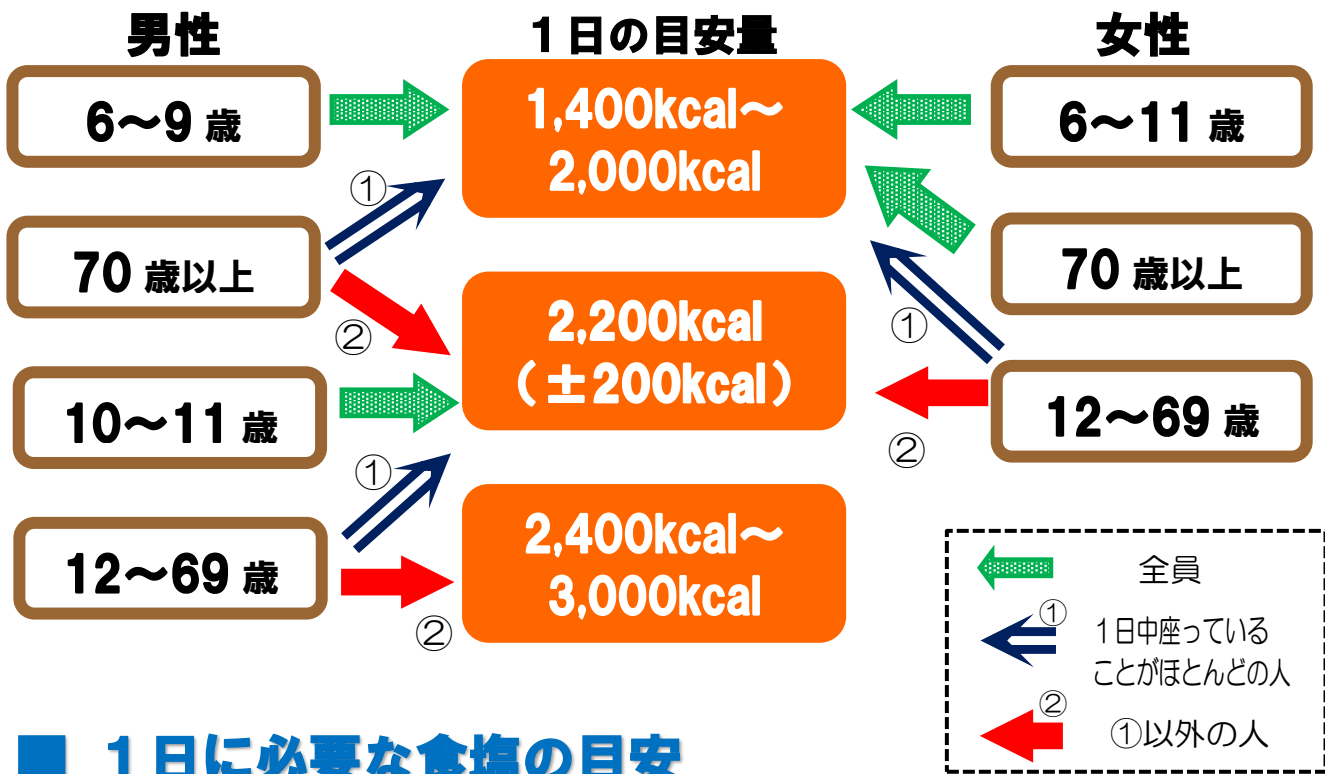 男性
1日の目安量
女性
6～9 歳
1,400kcal～
2,000kcal
6～11 歳
①
70 歳以上
70 歳以上
②
2,200kcal
（±200kcal）
①
10～11 歳
12～69 歳
②
①
12～69 歳
2,400kcal～
3,000kcal
②
全員
①
1日中座っている
ことがほとんどの人
②
①以外の人
■ 1日に必要な食塩の目安